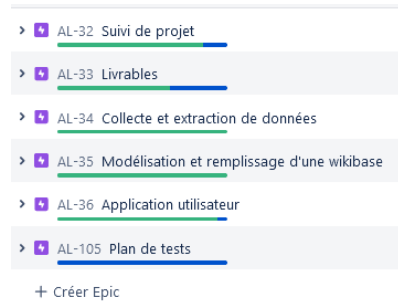 AL-32 Suivi de projet
AL-33 Livrables
AL-34 Collecte et extraction de données
AL-35 Modélisation et remplissage d'une wikibase
AL-36 Application utilisateur
AL-105 Plan de tests
+ Créer Epic